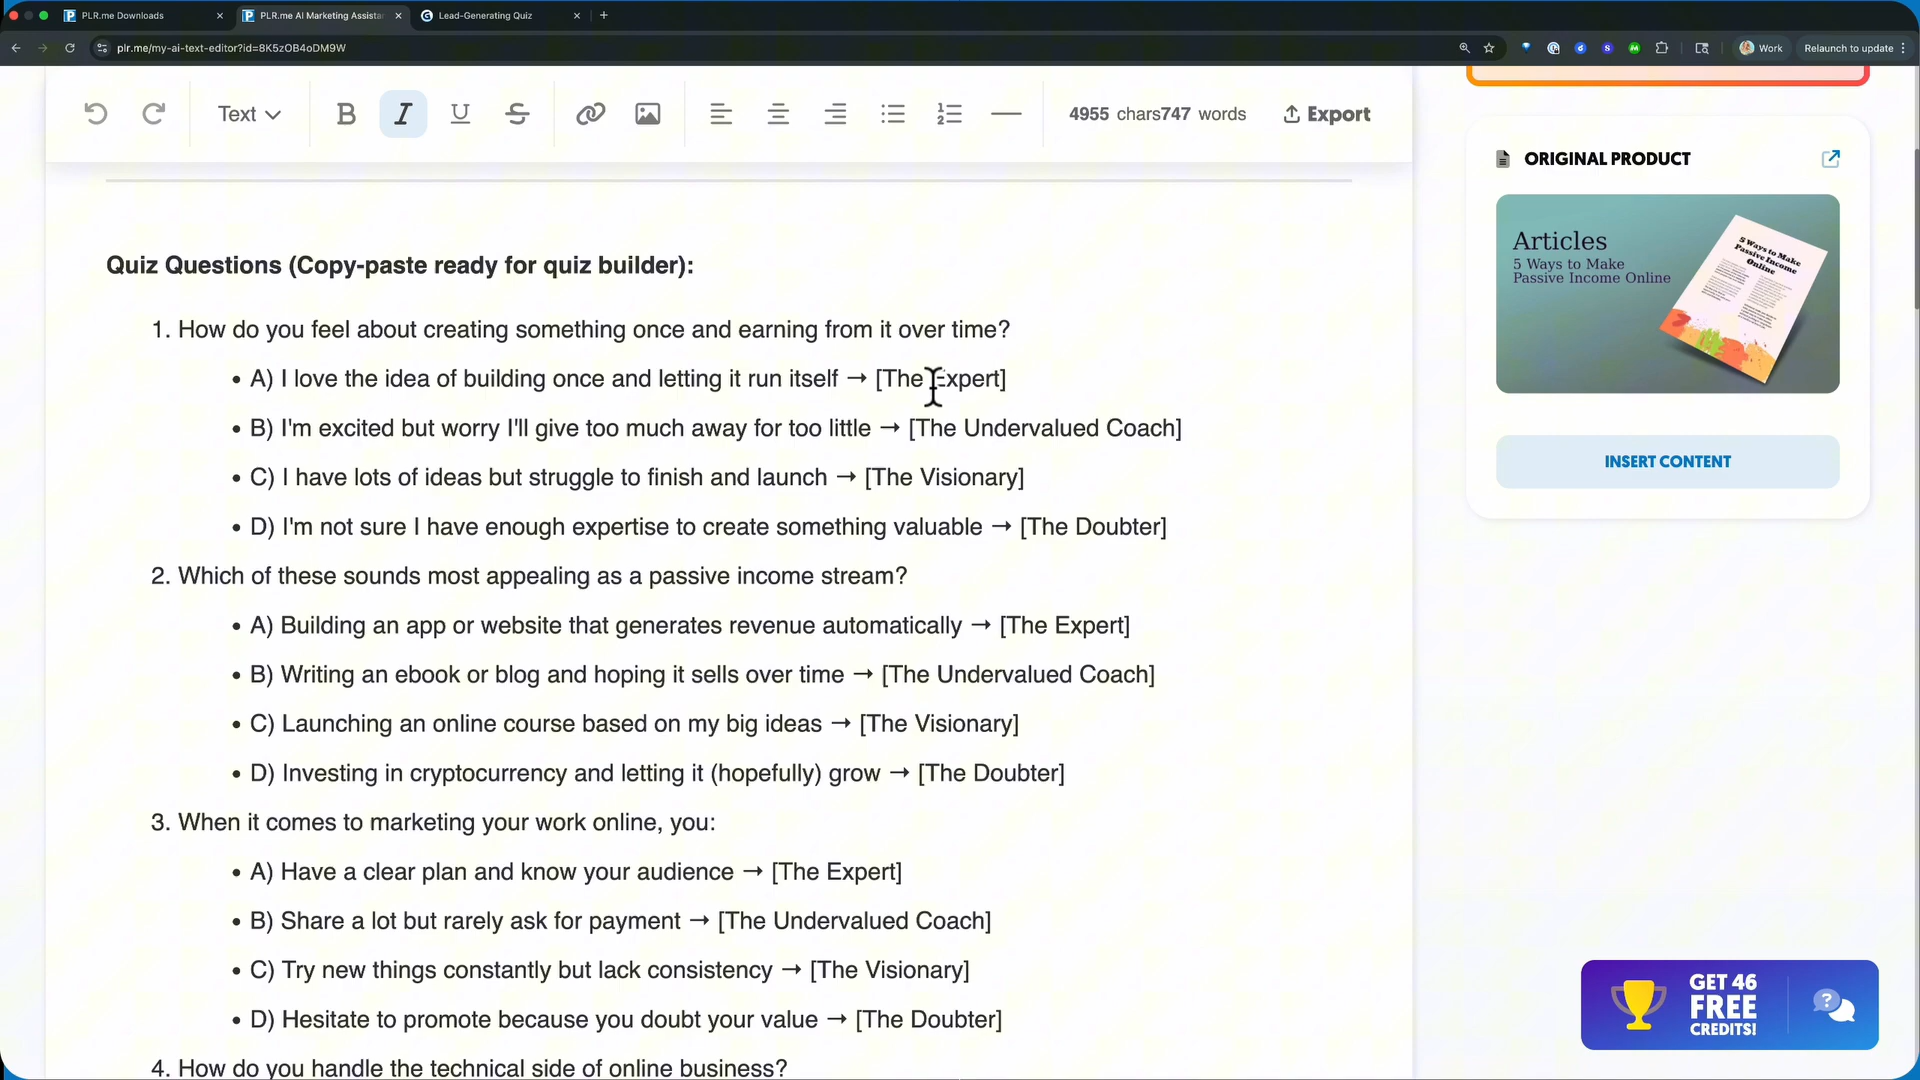 PLR.me Downloads
PLR.me AI Marketing Assistan
Lead-Generating Quiz
plr.me/my-ai-text-editor?id=8K5zOB4oDM9W
Work
Relaunch to update
Text
4955 chars747 words
Export
ORIGINAL PRODUCT
Articles
5 Ways to Make
Passive Income Online
5 Ways to Make
Passive Income
Online
INSERT CONTENT
Quiz Questions (Copy-paste ready for quiz builder):
1. How do you feel about creating something once and earning from it over time?
• A) I love the idea of building once and letting it run itself → [The Expert]
• B) I'm excited but worry I'll give too much away for too little → [The Undervalued Coach]
• C) I have lots of ideas but struggle to finish and launch → [The Visionary]
• D) I'm not sure I have enough expertise to create something valuable → [The Doubter]
2. Which of these sounds most appealing as a passive income stream?
• A) Building an app or website that generates revenue automatically → [The Expert]
• B) Writing an ebook or blog and hoping it sells over time → [The Undervalued Coach]
• C) Launching an online course based on my big ideas → [The Visionary]
• D) Investing in cryptocurrency and letting it (hopefully) grow → [The Doubter]
3. When it comes to marketing your work online, you:
• A) Have a clear plan and know your audience → [The Expert]
• B) Share a lot but rarely ask for payment → [The Undervalued Coach]
• C) Try new things constantly but lack consistency → [The Visionary]
• D) Hesitate to promote because you doubt your value → [The Doubter]
4. How do you handle the technical side of online business?
GET 46
FREE
CREDITS!